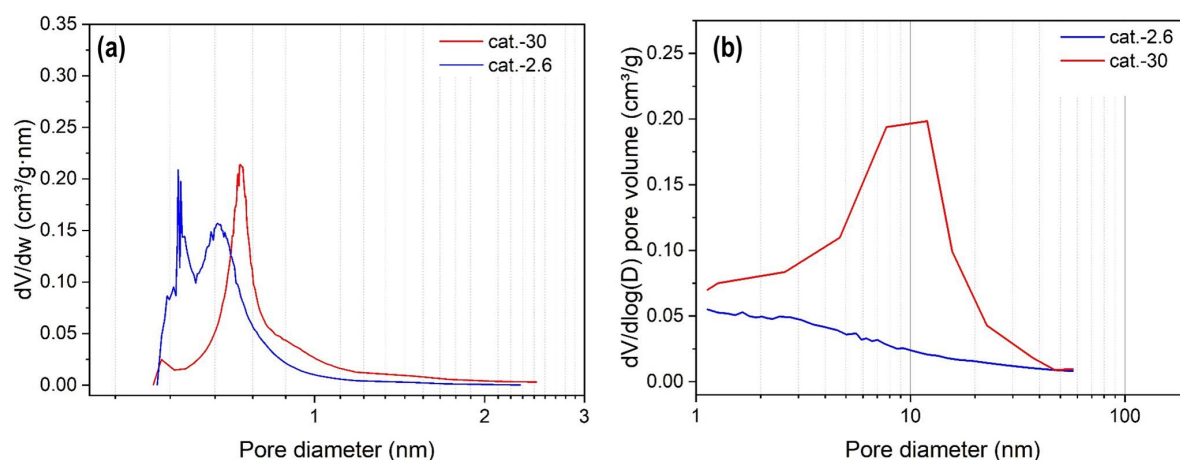 (a)
cat.-30
cat.-2.6
dV/dw (cm³/g·nm)
0.35
0.30
0.25
0.20
0.15
0.10
0.05
0.00
1
2
3
Pore diameter (nm)
(b)
cat.-2.6
cat.-30
dV/dlog(D) pore volume (cm³/g)
0.25
0.20
0.15
0.10
0.05
0.00
1
10
100
Pore diameter (nm)